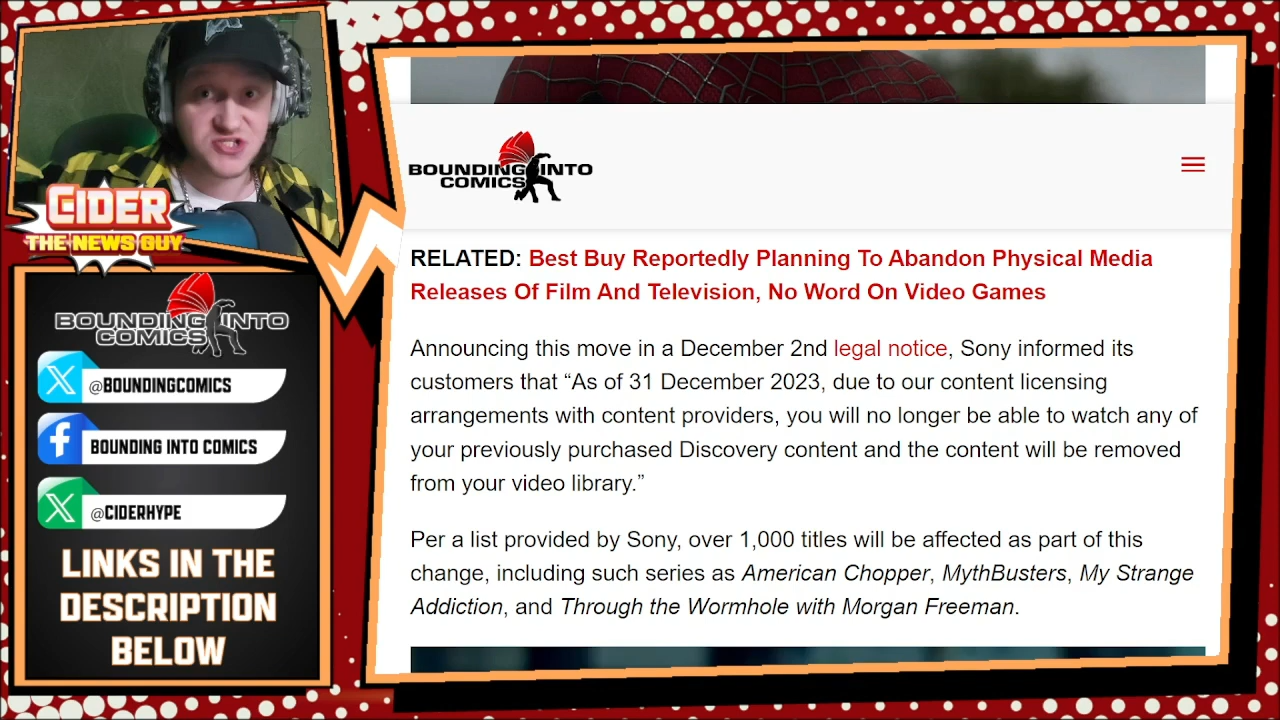 CIDER
THE NEWS GUY
BOUNDING INTO
COMICS
@BOUNDINGCOMICS
BOUNDING INTO COMICS
@CIDERHYPE
LINKS IN THE
DESCRIPTION
BELOW
BOUNDING INTO
COMICS
RELATED: Best Buy Reportedly Planning To Abandon Physical Media
Releases Of Film And Television, No Word On Video Games
Announcing this move in a December 2nd legal notice, Sony informed its
customers that “As of 31 December 2023, due to our content licensing
arrangements with content providers, you will no longer be able to watch any of
your previously purchased Discovery content and the content will be removed
from your video library.”
Per a list provided by Sony, over 1,000 titles will be affected as part of this
change, including such series as American Chopper, MythBusters, My Strange
Addiction, and Through the Wormhole with Morgan Freeman.